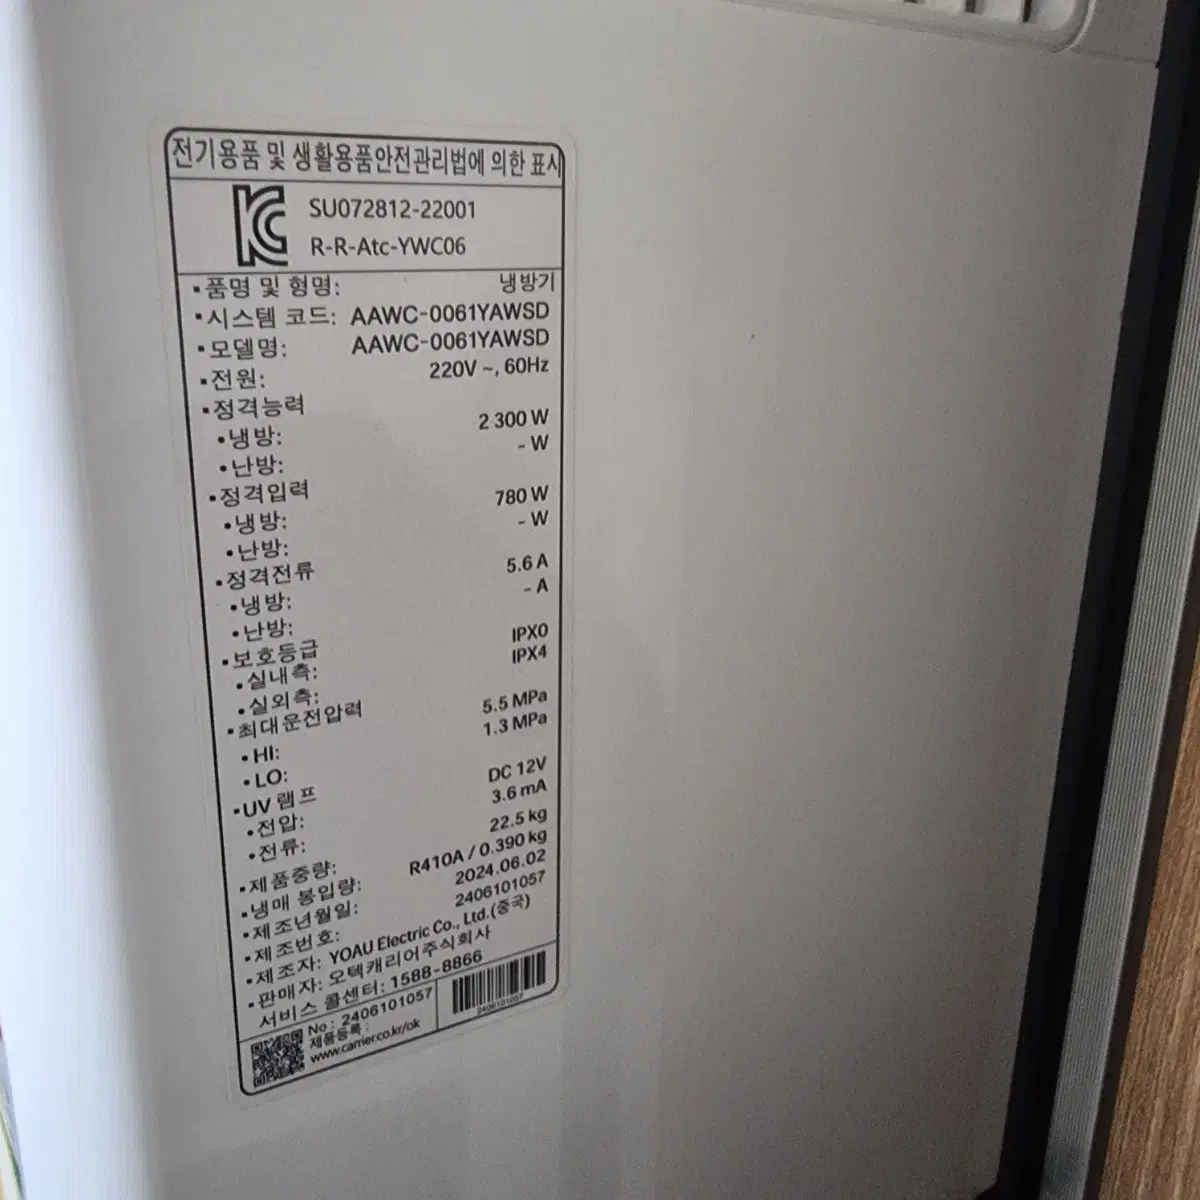 전기용품 및 생활용품안전관리법에 의한 표시
SU072812-22001
R-R-Atc-YWC06
•품명 및 형명: 냉방기
•시스템 코드: AAWC-0061YAWSD
•모델명: AAWC-0061YAWSD
•전원: 220V ~, 60Hz
•정격능력
•냉방: 2 300 W
•난방: - W
•정격입력
•냉방: 780 W
•난방: - W
•정격전류
•냉방: 5.6 A
•난방: - A
•보호등급
•실내측: IPX0
•실외측: IPX4
•최대운전압력
•HI: 5.5 MPa
•LO: 1.3 MPa
•UV 램프
•전압: DC 12V
•전류: 3.6 mA
•제품중량: 22.5 kg
•냉매 봉입량: R410A / 0.390 kg
•제조년월일: 2024.06.02
•제조번호: 2406101057
•제조자: YOAU Electric Co., Ltd.(중국)
•판매자: 오텍캐리어주식회사
서비스 콜센터: 1588-8866
No : 2406101057
제품등록 :
www.carrier.co.kr/ok
2406101057